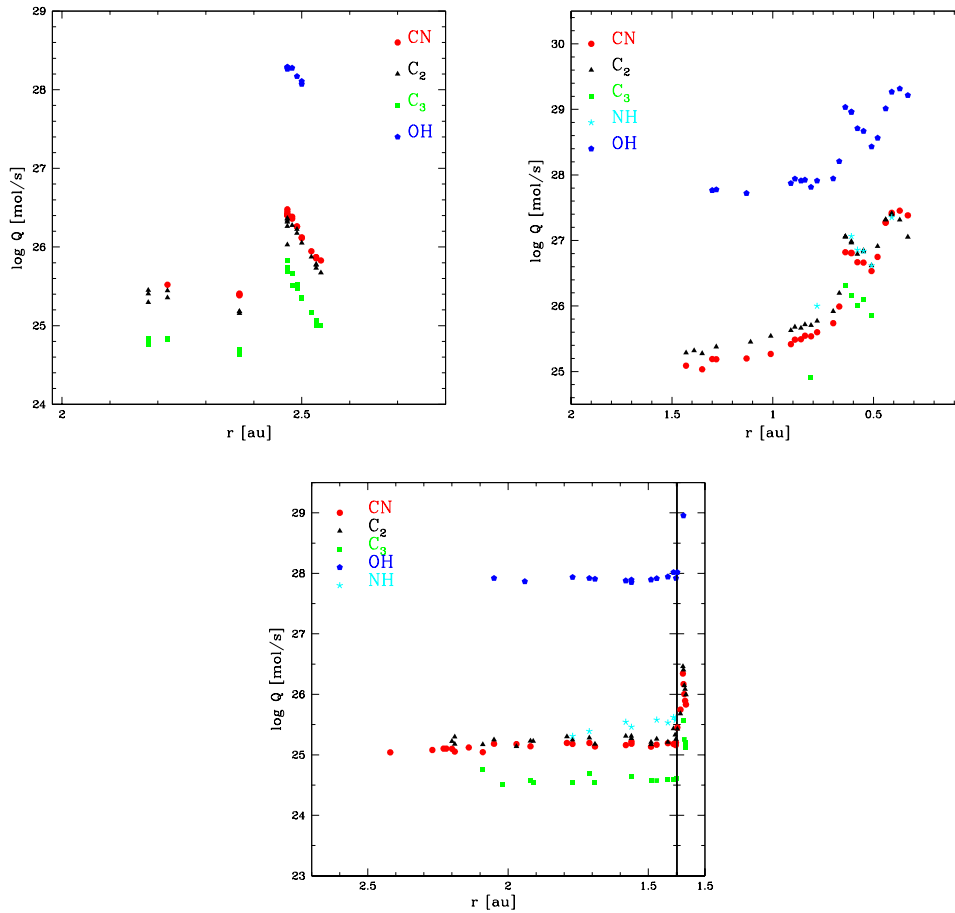 29
28
27
26
25
24
log Q [mol/s]
2
2.5
r [au]
CN
C₂
C₃
OH
30
29
28
27
26
25
log Q [mol/s]
2
1.5
1
0.5
r [au]
CN
C₂
C₃
NH
OH
29
28
27
26
25
24
23
log Q [mol/s]
2.5
2
1.5
1.5
r [au]
CN
C₂
C₃
OH
NH